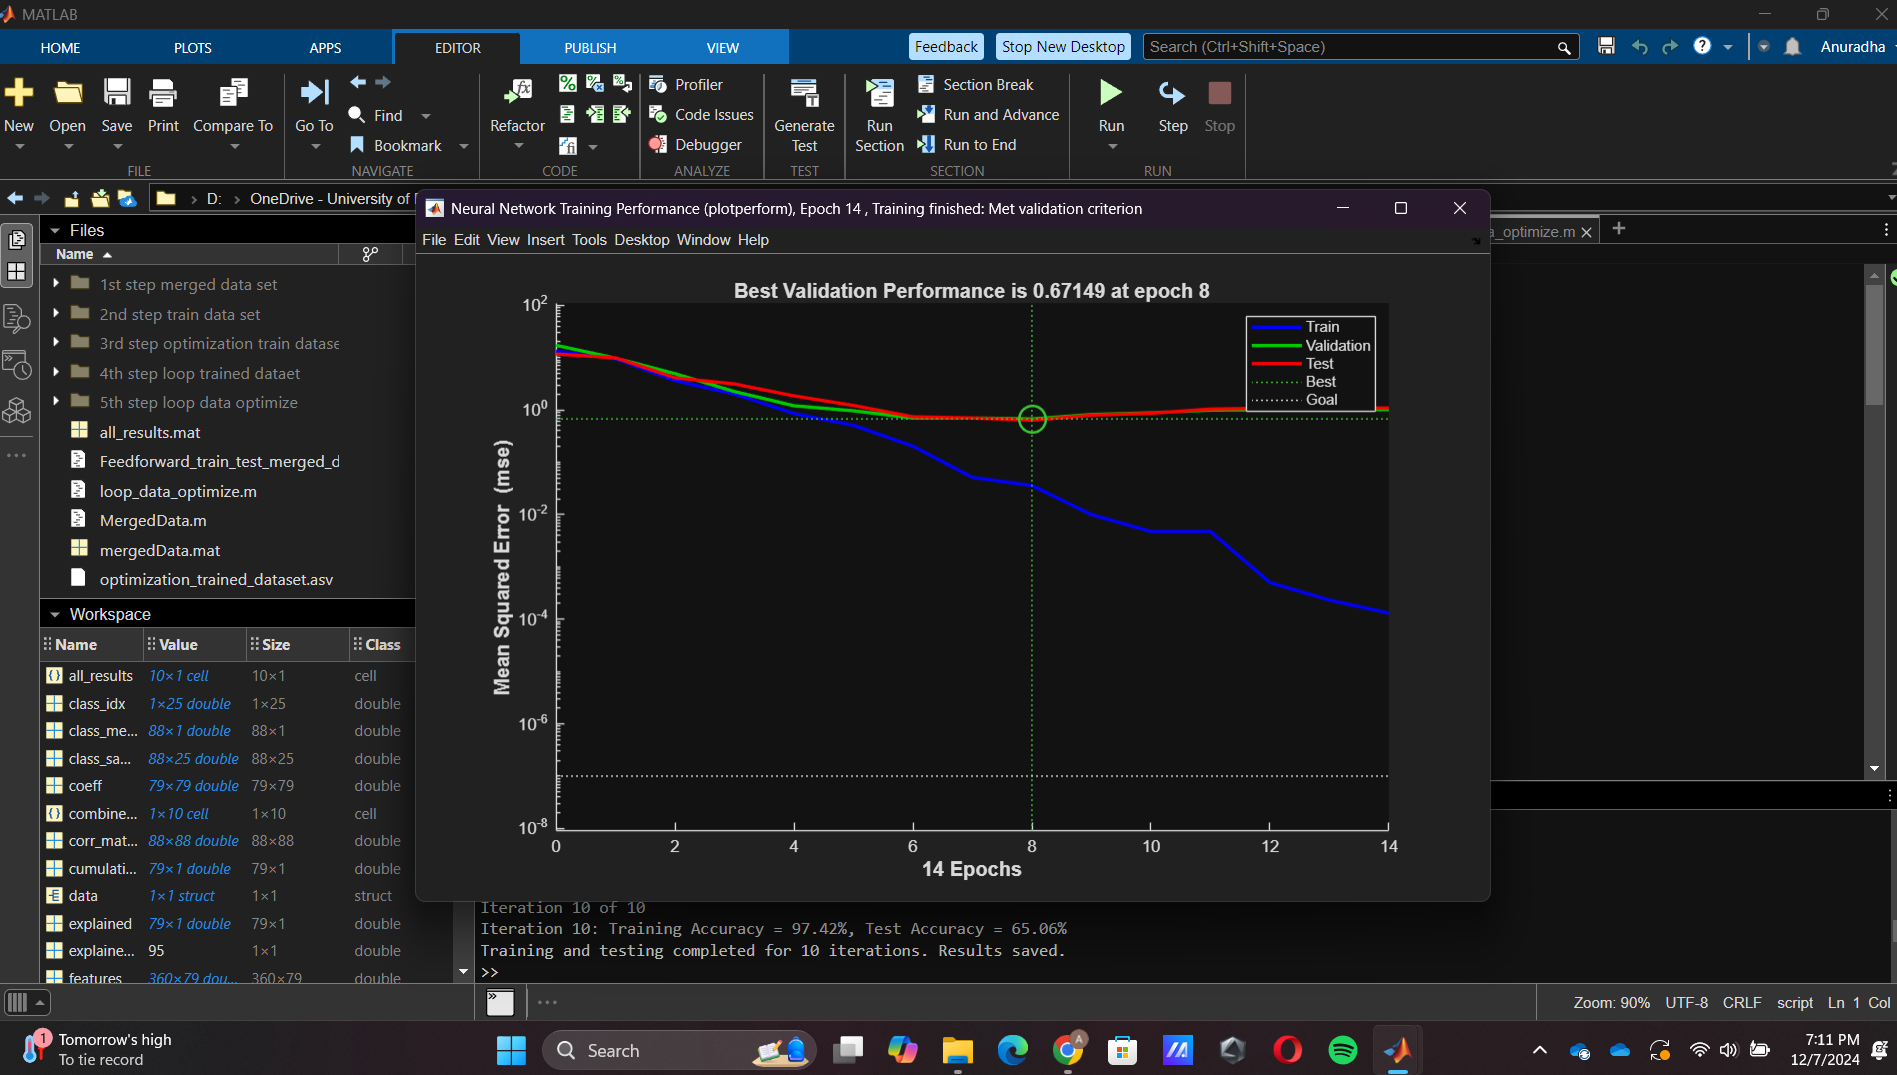 MATLAB
HOME PLOTS APPS EDITOR PUBLISH VIEW Feedback Stop New Desktop Search (Ctrl+Shift+Space) Anuradha
New Open Save Print Compare To Go To Find Bookmark Refactor Profiler Code Issues Debugger Generate Test Run Section Section Break Run and Advance Run to End Run Step Stop
FILE NAVIGATE CODE ANALYZE TEST SECTION RUN
D: OneDrive - University of
Neural Network Training Performance (plotperform), Epoch 14 , Training finished: Met validation criterion
File Edit View Insert Tools Desktop Window Help
_optimize.m
Files
Name
1st step merged data set
2nd step train data set
3rd step optimization train datase
4th step loop trained dataet
5th step loop data optimize
all_results.mat
Feedforward_train_test_merged_d
loop_data_optimize.m
MergedData.m
mergedData.mat
optimization_trained_dataset.asv
Workspace
Name Value Size Class
all_results 10×1 cell 10×1 cell
class_idx 1×25 double 1×25 double
class_me... 88×1 double 88×1 double
class_sa... 88×25 double 88×25 double
coeff 79×79 double 79×79 double
combine... 1×10 cell 1×10 cell
corr_mat... 88×88 double 88×88 double
cumulati... 79×1 double 79×1 double
data 1×1 struct 1×1 struct
explained 79×1 double 79×1 double
explaine... 95 1×1 double
features 360×79 dou... 360×79 double
Best Validation Performance is 0.67149 at epoch 8
Train
Validation
Test
Best
Goal
Mean Squared Error (mse)
10^2
10^0
10^-2
10^-4
10^-6
10^-8
0 2 4 6 8 10 12 14
14 Epochs
Iteration 10 of 10
Iteration 10: Training Accuracy = 97.42%, Test Accuracy = 65.06%
Training and testing completed for 10 iterations. Results saved.
>>
Zoom: 90% UTF-8 CRLF script Ln 1 Col
1
Tomorrow's high
To tie record
Search
A
7:11 PM
12/7/2024